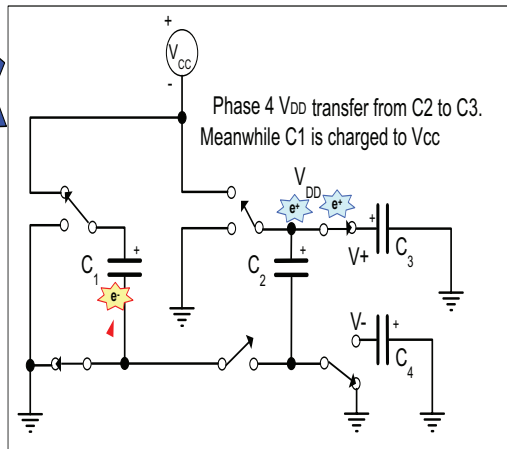 +
VCC
-
Phase 4 VDD transfer from C2 to C3.
Meanwhile C1 is charged to Vcc
VDD
e+
e+
+
C1
e-
+
C2
+
V+
C3
V-
+
C4